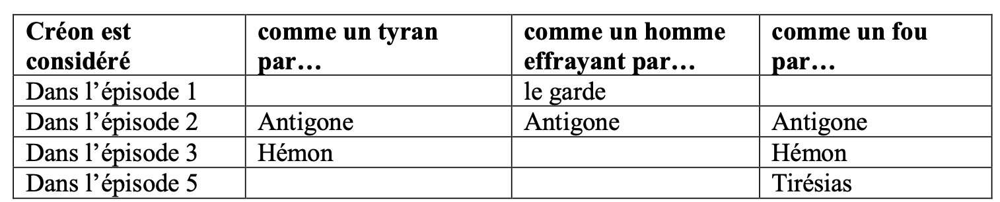 Créon est considéré | comme un tyran par… | comme un homme effrayant par… | comme un fou par…
Dans l’épisode 1 | | le garde |
Dans l’épisode 2 | Antigone | Antigone | Antigone
Dans l’épisode 3 | Hémon | | Hémon
Dans l’épisode 5 | | | Tirésias